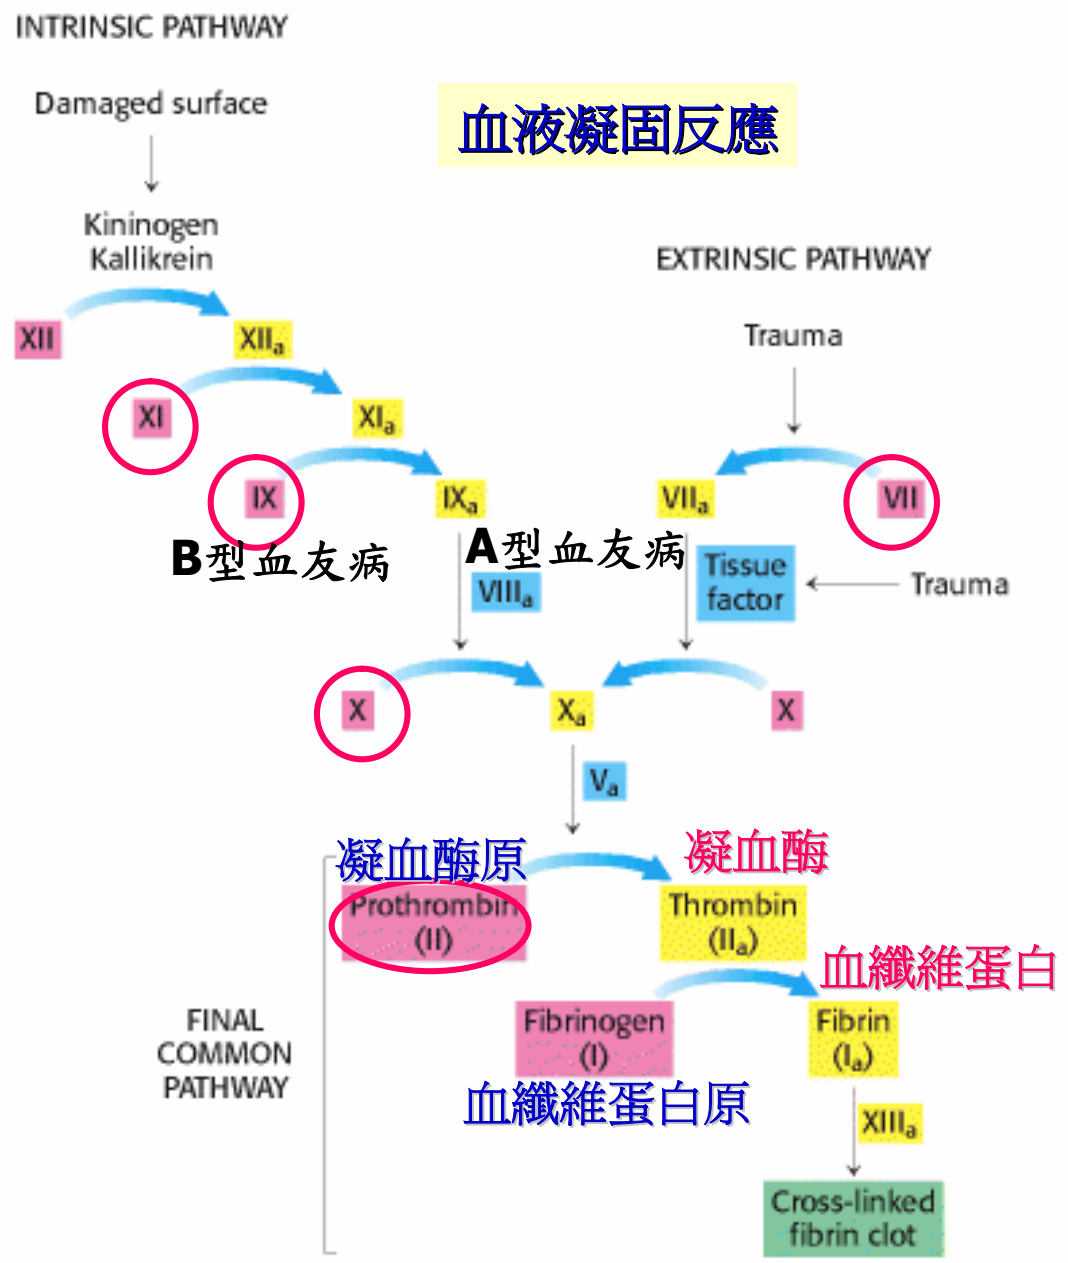 INTRINSIC PATHWAY
Damaged surface
血液凝固反應
Kininogen
Kallikrein
EXTRINSIC PATHWAY
XII
XIIa
Trauma
XI
XIa
IX
IXa
VIIa
VII
B型血友病
A型血友病
VIIIa
Tissue
factor
Trauma
X
Xa
X
Va
凝血酶原
凝血酶
Prothrombin
(II)
Thrombin
(IIa)
血纖維蛋白
FINAL
COMMON
PATHWAY
Fibrinogen
(I)
Fibrin
(Ia)
血纖維蛋白原
XIIIa
Cross-linked
fibrin clot